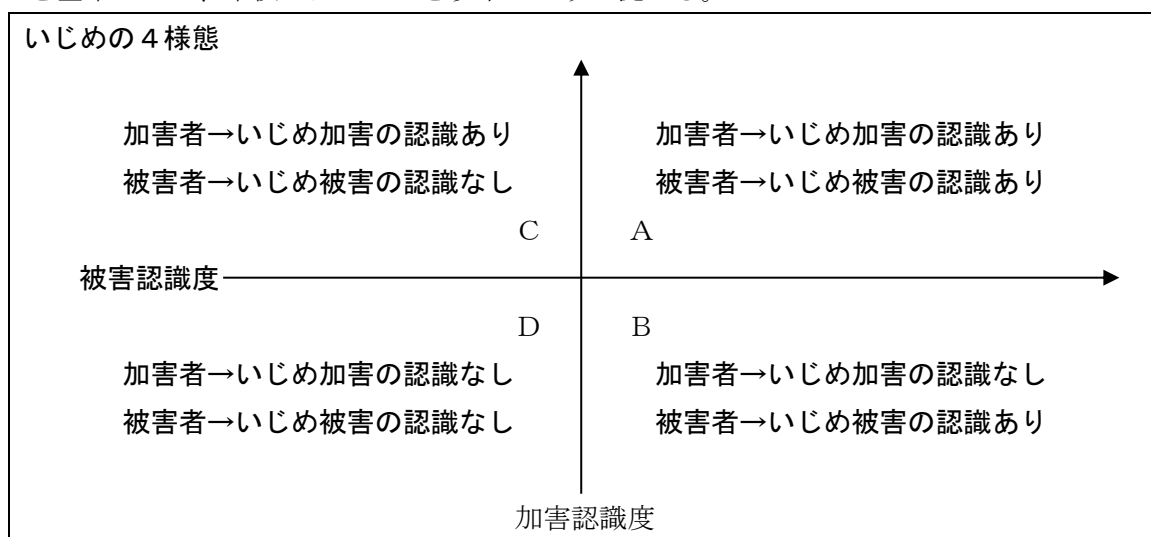 いじめの４様態
加害者→いじめ加害の認識あり
被害者→いじめ被害の認識なし
C
加害者→いじめ加害の認識あり
被害者→いじめ被害の認識あり
A
被害認識度
D
加害者→いじめ加害の認識なし
被害者→いじめ被害の認識なし
B
加害者→いじめ加害の認識なし
被害者→いじめ被害の認識あり
加害認識度